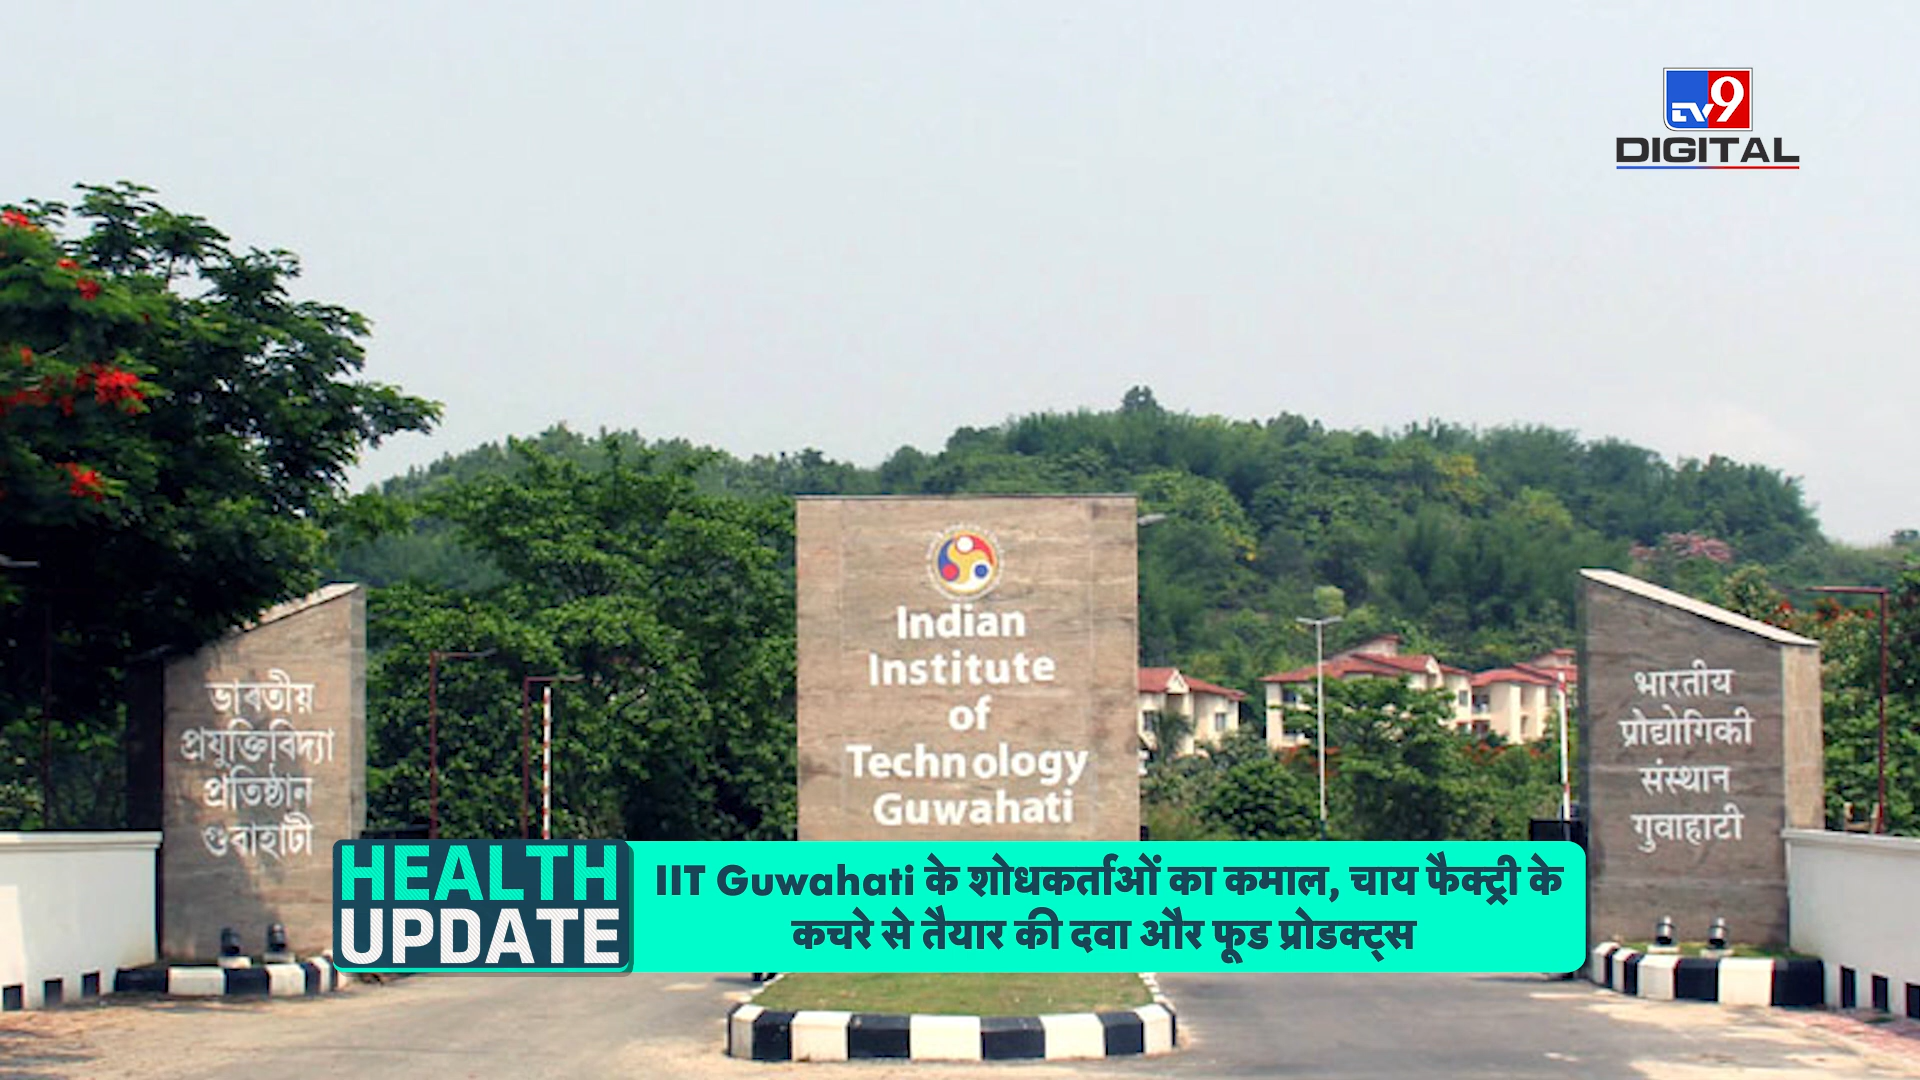 TV9
DIGITAL
Indian
Institute
of
Technology
Guwahati
ভাৰতীয়
প্ৰযুক্তিবিদ্যা
প্ৰতিষ্ঠান
গুৱাহাটী
भारतीय
प्रोद्योगिकी
संस्थान
गुवाहाटी
HEALTH
UPDATE
IIT Guwahati के शोधकर्ताओं का कमाल, चाय फैक्ट्री के
कचरे से तैयार की दवा और फूड प्रोडक्ट्स